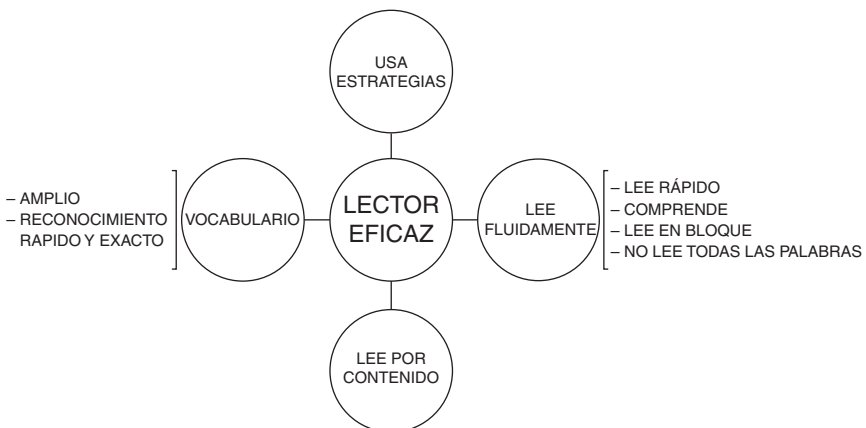 USA
ESTRATEGIAS
– AMPLIO
– RECONOCIMIENTO
RAPIDO Y EXACTO
VOCABULARIO
LECTOR
EFICAZ
LEE
FLUIDAMENTE
– LEE RÁPIDO
– COMPRENDE
– LEE EN BLOQUE
– NO LEE TODAS LAS PALABRAS
LEE POR
CONTENIDO